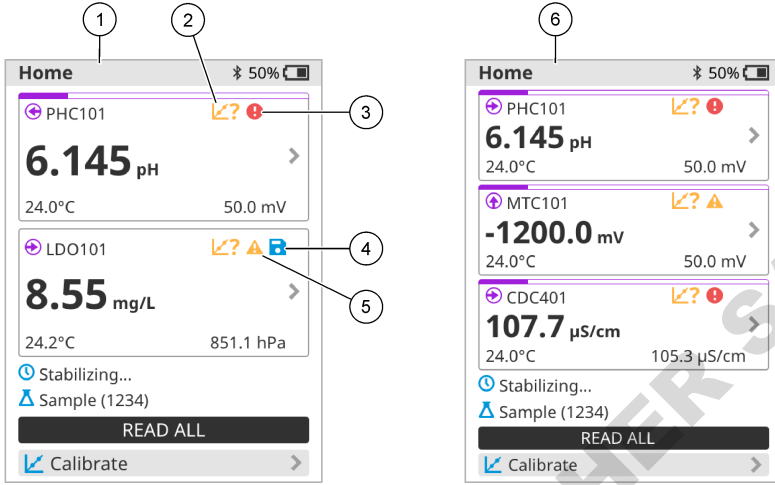 1
2
Home
50%
PHC101
?
3
6.145 pH
24.0°C 50.0 mV
LDO101
?
4
8.55 mg/L
5
24.2°C 851.1 hPa
Stabilizing...
Sample (1234)
READ ALL
Calibrate
6
Home
50%
PHC101
?
6.145 pH
24.0°C 50.0 mV
MTC101
?
-1200.0 mV
24.0°C 50.0 mV
CDC401
?
107.7 µS/cm
24.0°C 105.3 µS/cm
Stabilizing...
Sample (1234)
READ ALL
Calibrate
HER S